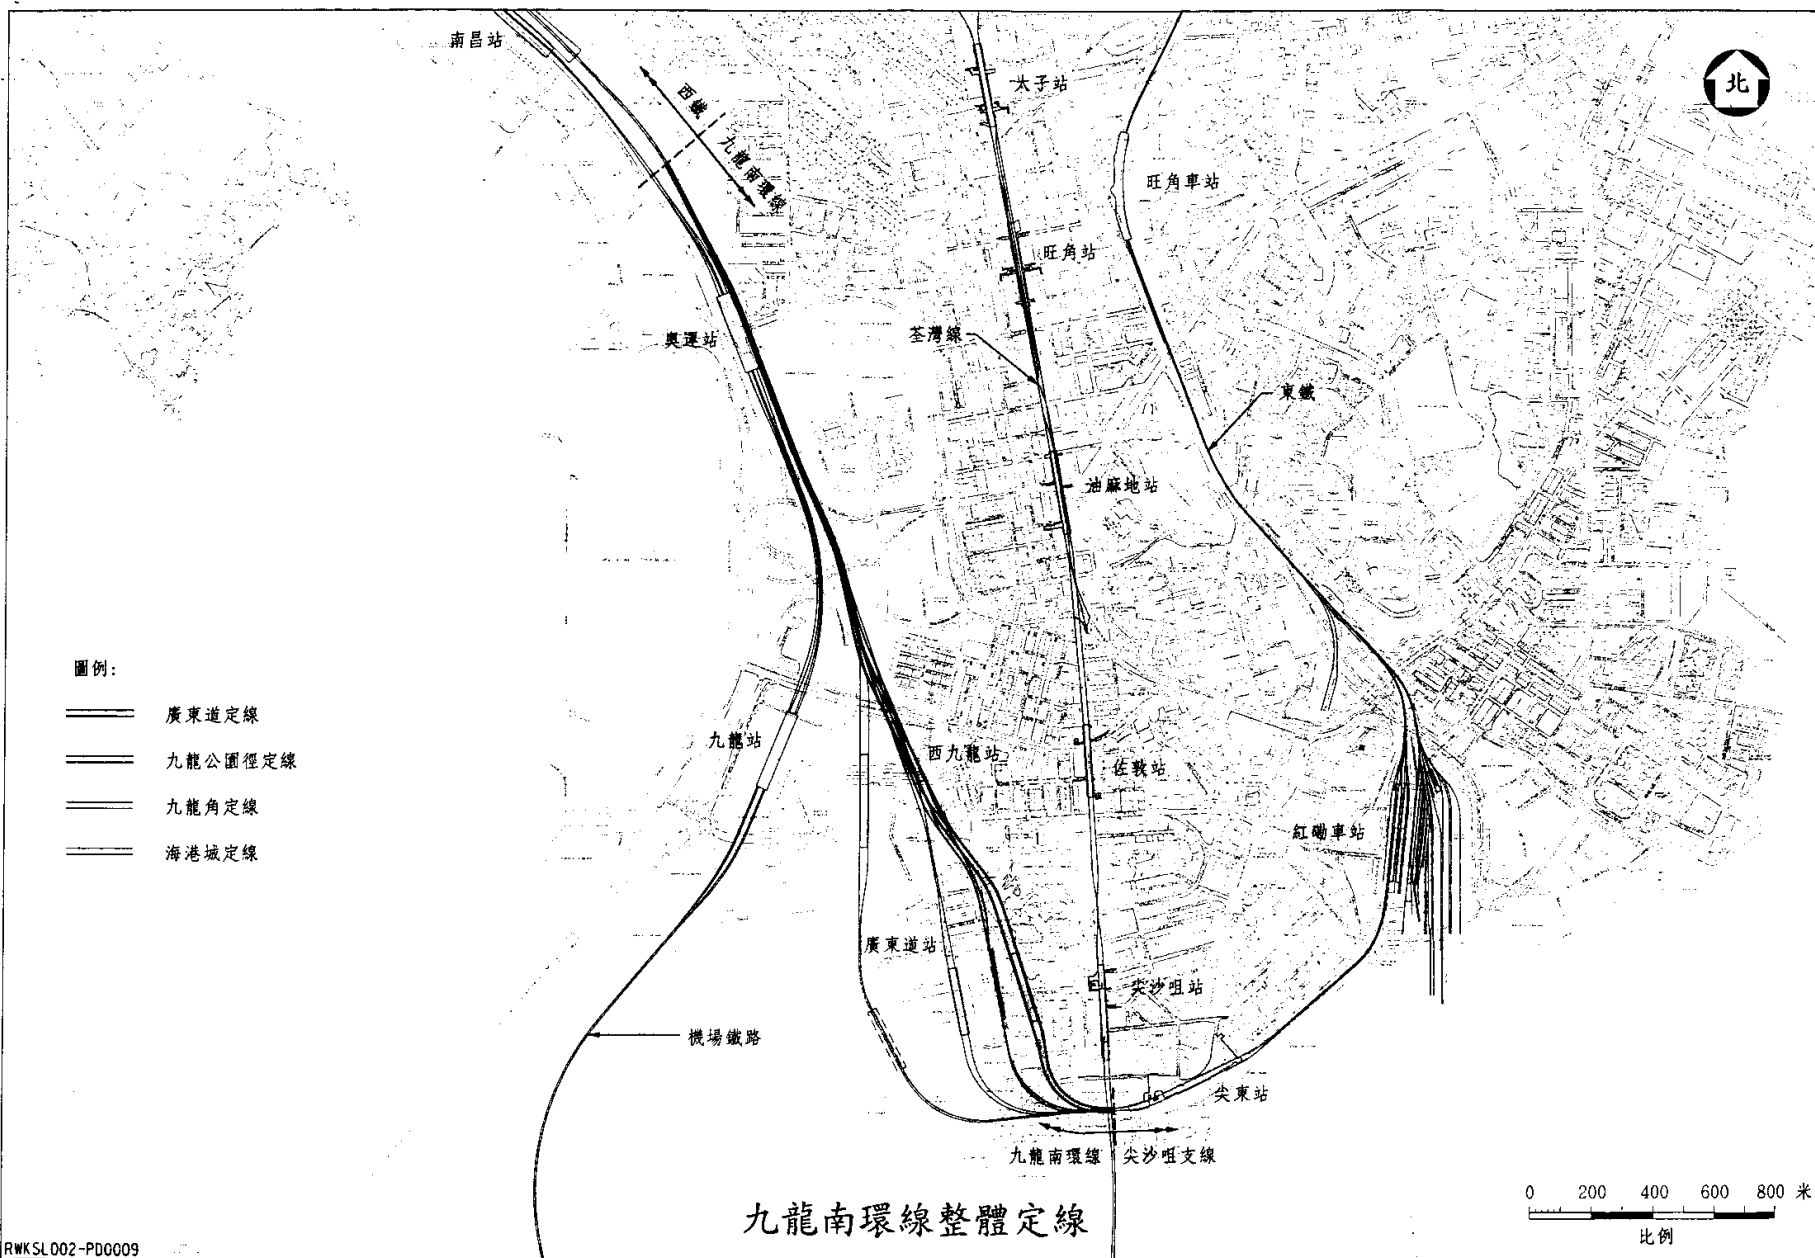 南昌站
太子站
北
西鐵
九龍南環線
旺角車站
旺角站
奧運站
荃灣線
東鐵
油麻地站
圖例:
廣東道定線
九龍公園徑定線
九龍角定線
海港城定線
九龍站
西九龍站
佐敦站
紅磡車站
廣東道站
尖沙咀站
機場鐵路
尖東站
九龍南環線
尖沙咀支線
九龍南環線整體定線
0 200 400 600 800 米
比例
RWKSL002-PD0009